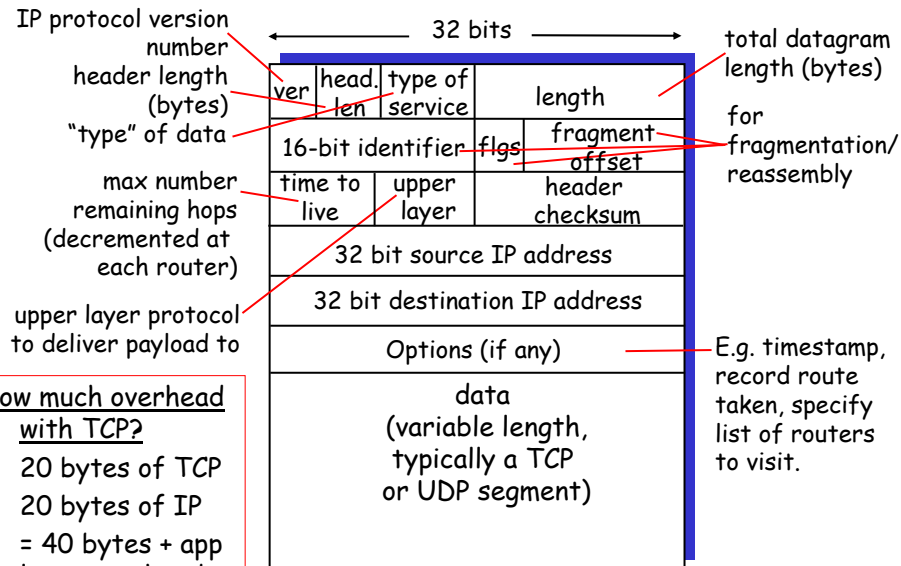 IP protocol version
number
header length
(bytes)
"type" of data
max number
remaining hops
(decremented at
each router)
upper layer protocol
to deliver payload to
32 bits
ver
head.
len
type of
service
length
16-bit identifier
flgs
fragment
offset
time to
live
upper
layer
header
checksum
32 bit source IP address
32 bit destination IP address
Options (if any)
data
(variable length,
typically a TCP
or UDP segment)
total datagram
length (bytes)
for
fragmentation/
reassembly
E.g. timestamp,
record route
taken, specify
list of routers
to visit.
much overhead
with TCP?
20 bytes of TCP
20 bytes of IP
= 40 bytes + app